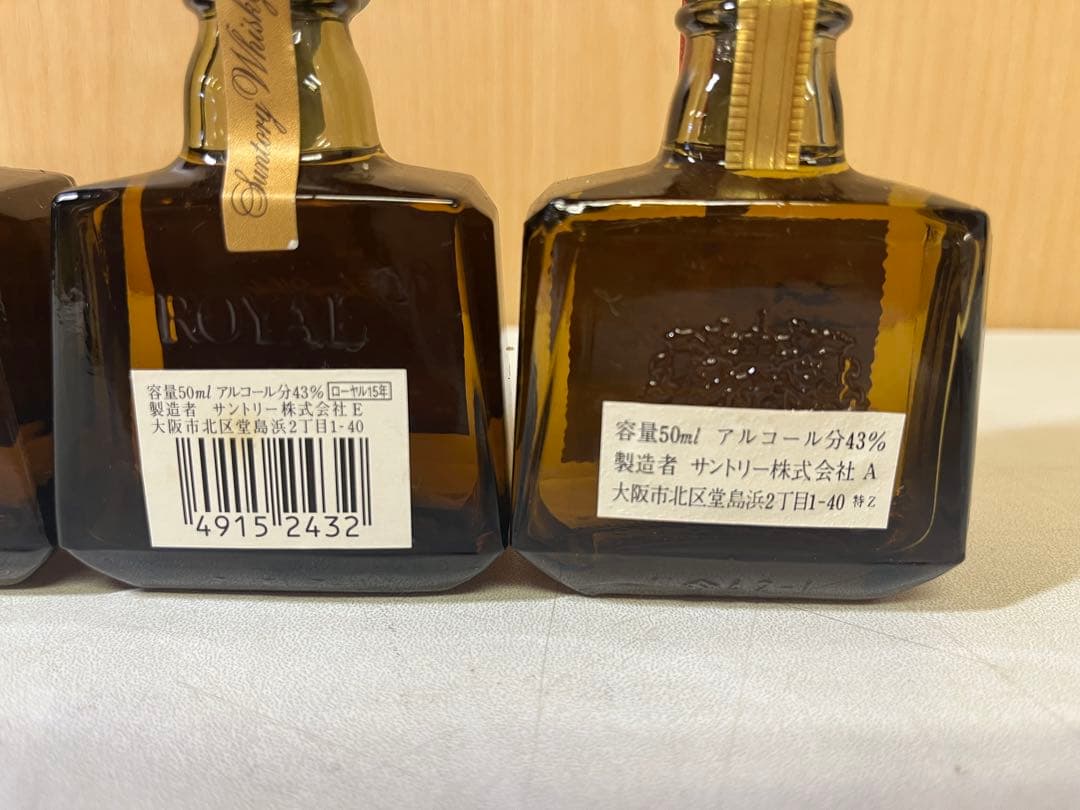 Suntory Whisky
ROYAL
容量50ml アルコール分43% ローヤル15年
製造者 サントリー株式会社 E
大阪市北区堂島浜2丁目1-40
4915 2432
容量50ml アルコール分43%
製造者 サントリー株式会社 A
大阪市北区堂島浜2丁目1-40 特Z